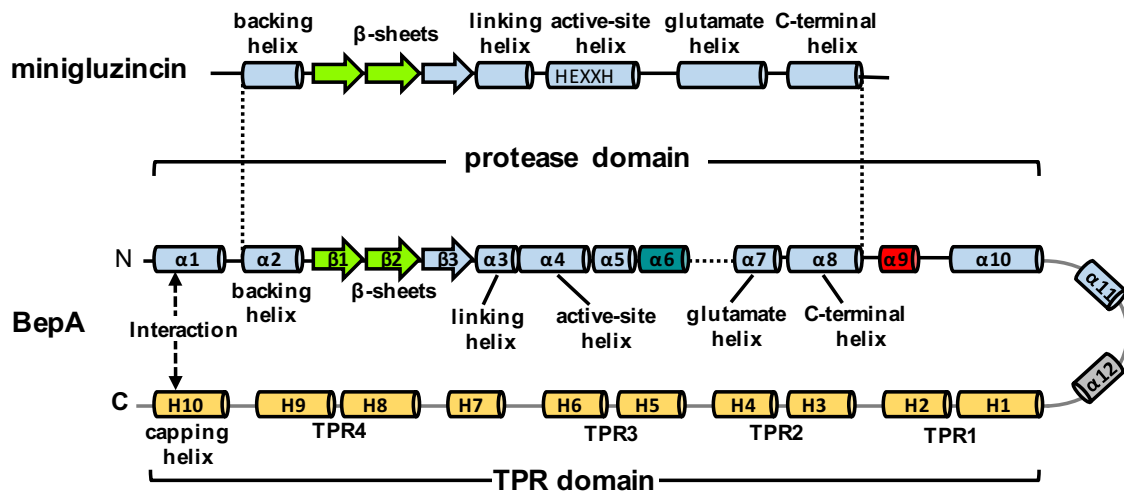 backing
helix
β-sheets
linking
helix
active-site
helix
glutamate
helix
C-terminal
helix
minigluzincin
HEXXH
protease domain
N
α1
α2
β1
β2
β3
α3
α4
α5
α6
α7
α8
α9
α10
α11
backing
helix
β-sheets
linking
helix
active-site
helix
glutamate
helix
C-terminal
helix
Interaction
BepA
α12
C
H10
H9
H8
H7
H6
H5
H4
H3
H2
H1
capping
helix
TPR4
TPR3
TPR2
TPR1
TPR domain